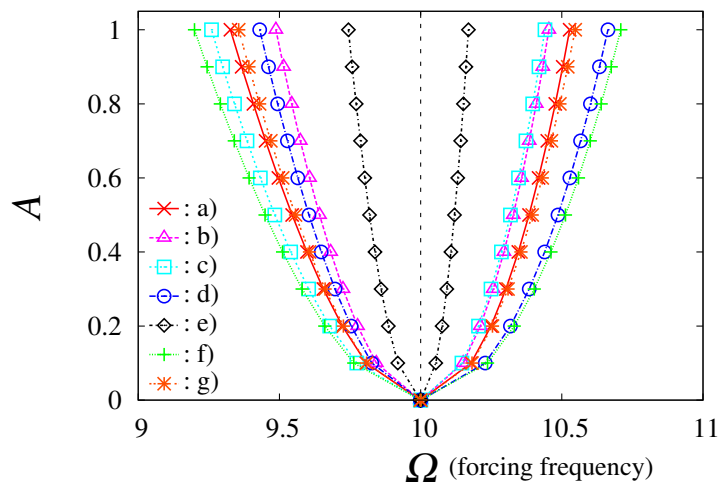 1
0.8
0.6
A
0.4
0.2
0
: a)
: b)
: c)
: d)
: e)
: f)
: g)
9 9.5 10 10.5 11
Ω (forcing frequency)